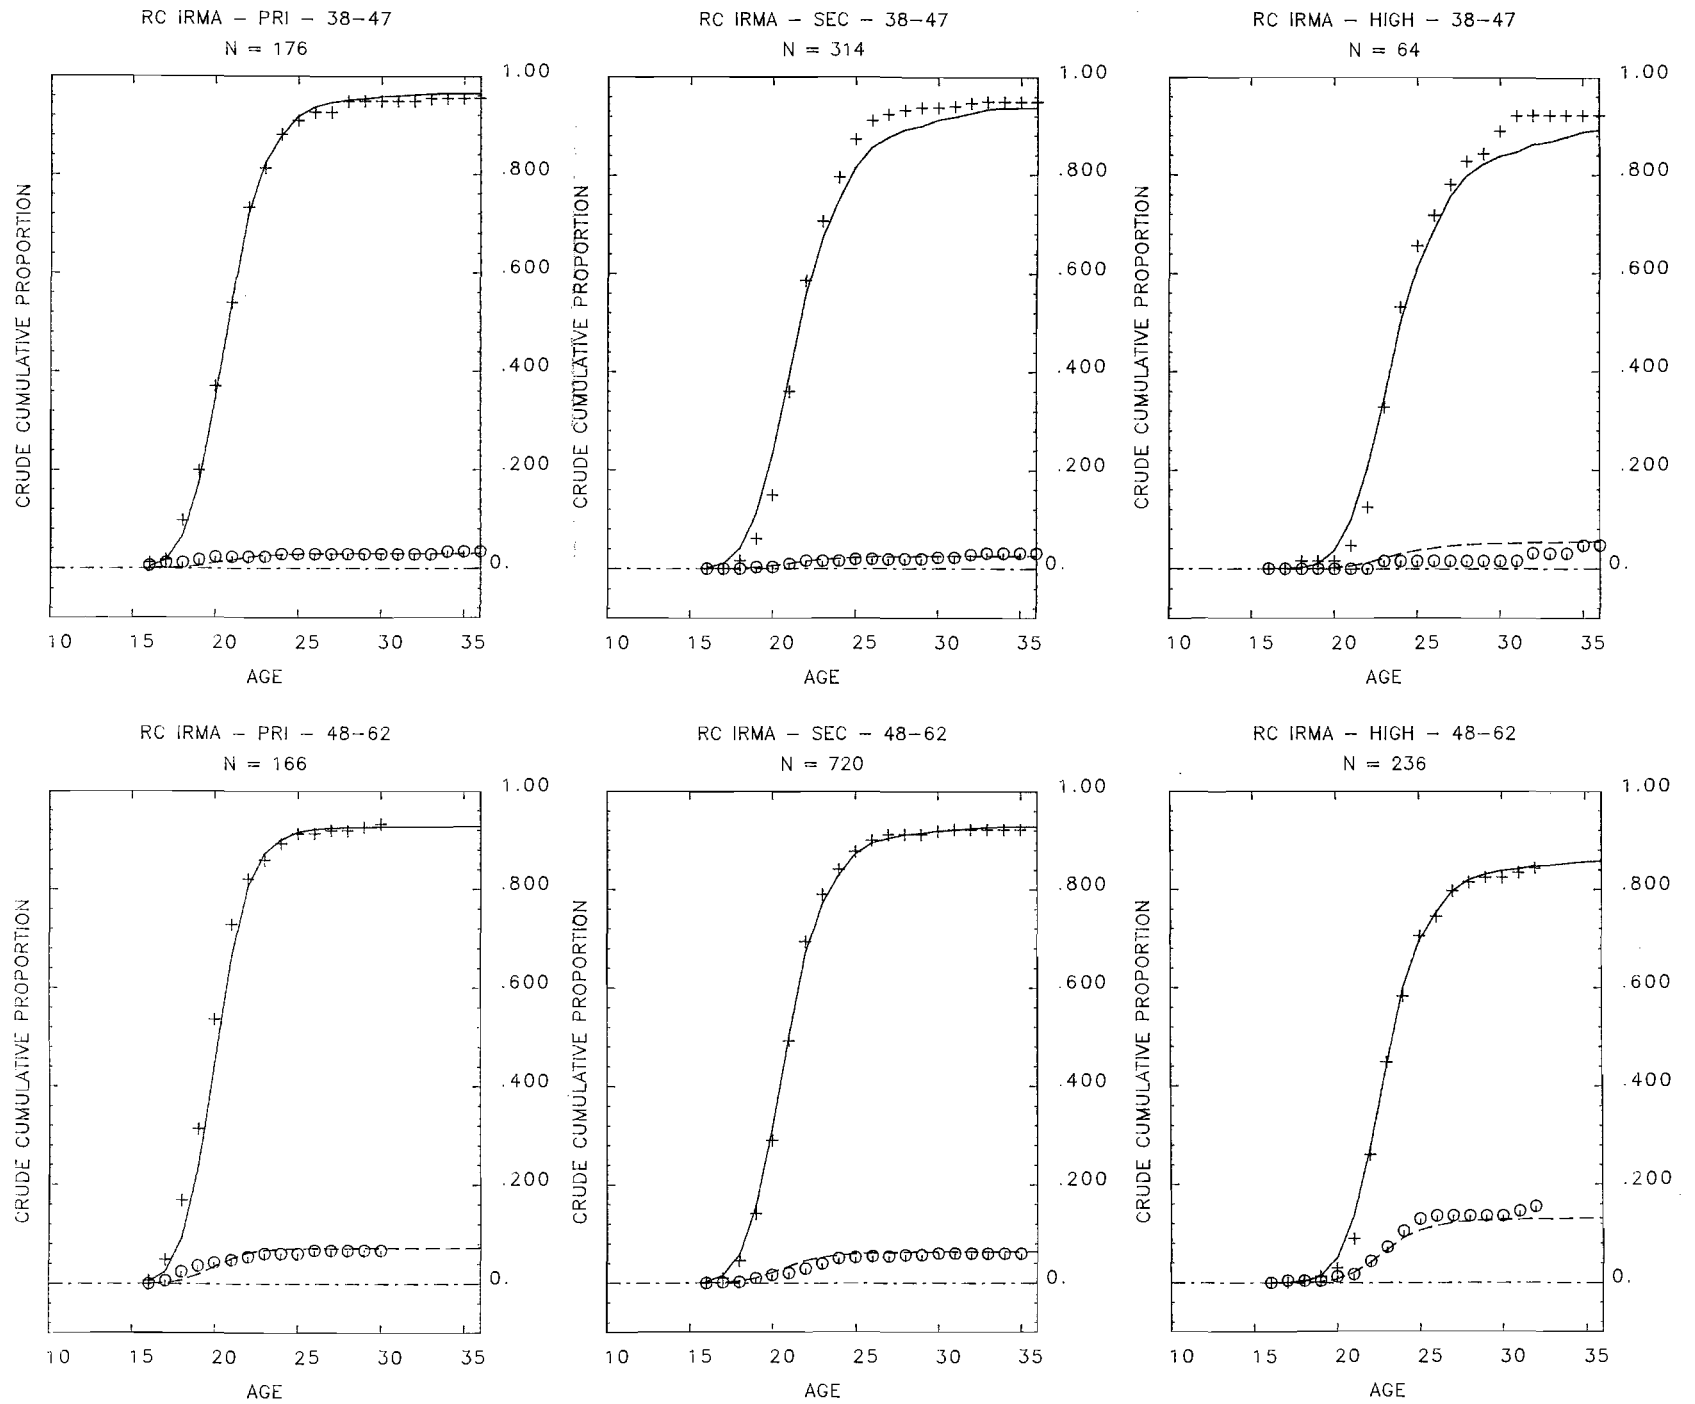 RC IRMA – PRI – 38–47
N = 176
1.00
.800
.600
.400
.200
0.
CRUDE CUMULATIVE PROPORTION
10 15 20 25 30 35
AGE
RC IRMA – SEC – 38–47
N = 314
1.00
.800
.600
.400
.200
0.
CRUDE CUMULATIVE PROPORTION
10 15 20 25 30 35
AGE
RC IRMA – HIGH – 38–47
N = 64
1.00
.800
.600
.400
.200
0.
CRUDE CUMULATIVE PROPORTION
10 15 20 25 30 35
AGE
RC IRMA – PRI – 48–62
N = 166
1.00
.800
.600
.400
.200
0.
CRUDE CUMULATIVE PROPORTION
10 15 20 25 30 35
AGE
RC IRMA – SEC – 48–62
N = 720
1.00
.800
.600
.400
.200
0.
CRUDE CUMULATIVE PROPORTION
10 15 20 25 30 35
AGE
RC IRMA – HIGH – 48–62
N = 236
1.00
.800
.600
.400
.200
0.
CRUDE CUMULATIVE PROPORTION
10 15 20 25 30 35
AGE